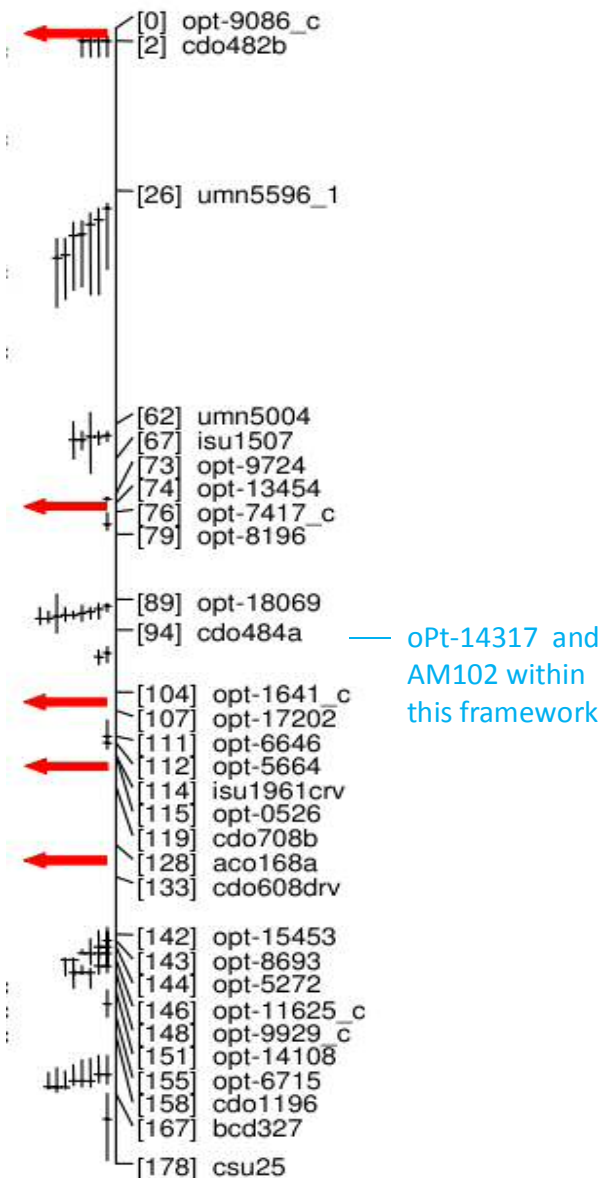 [0] opt-9086_c
[2] cdo482b
[26] umn5596_1
[62] umn5004
[67] isu1507
[73] opt-9724
[74] opt-13454
[76] opt-7417_c
[79] opt-8196
[89] opt-18069
[94] cdo484a
oPt-14317 and
AM102 within
this framework
[104] opt-1641_c
[107] opt-17202
[111] opt-6646
[112] opt-5664
[114] isu1961crv
[115] opt-0526
[119] cdo708b
[128] aco168a
[133] cdo608drv
[142] opt-15453
[143] opt-8693
[144] opt-5272
[146] opt-11625_c
[148] opt-9929_c
[151] opt-14108
[155] opt-6715
[158] cdo1196
[167] bcd327
[178] csu25